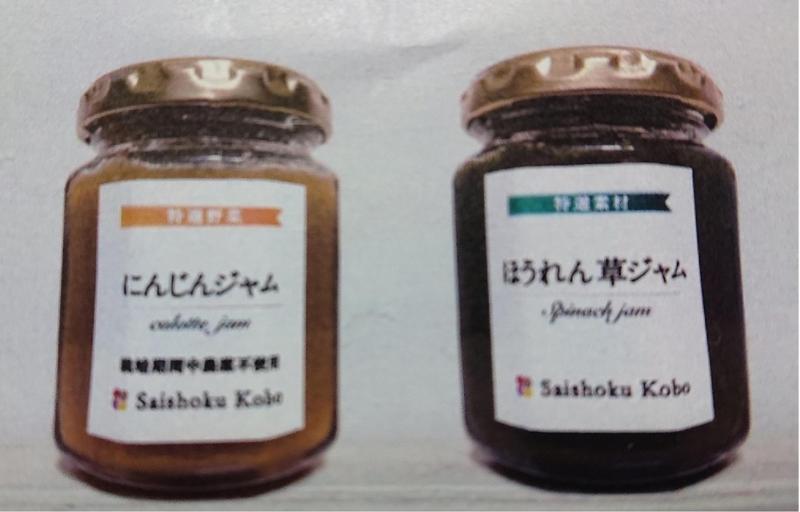 特選野菜
にんじんジャム
calotte jam
栽培期間中農薬不使用
Saishoku Kobo
特選素材
ほうれん草ジャム
Spinach jam
Saishoku Kobo